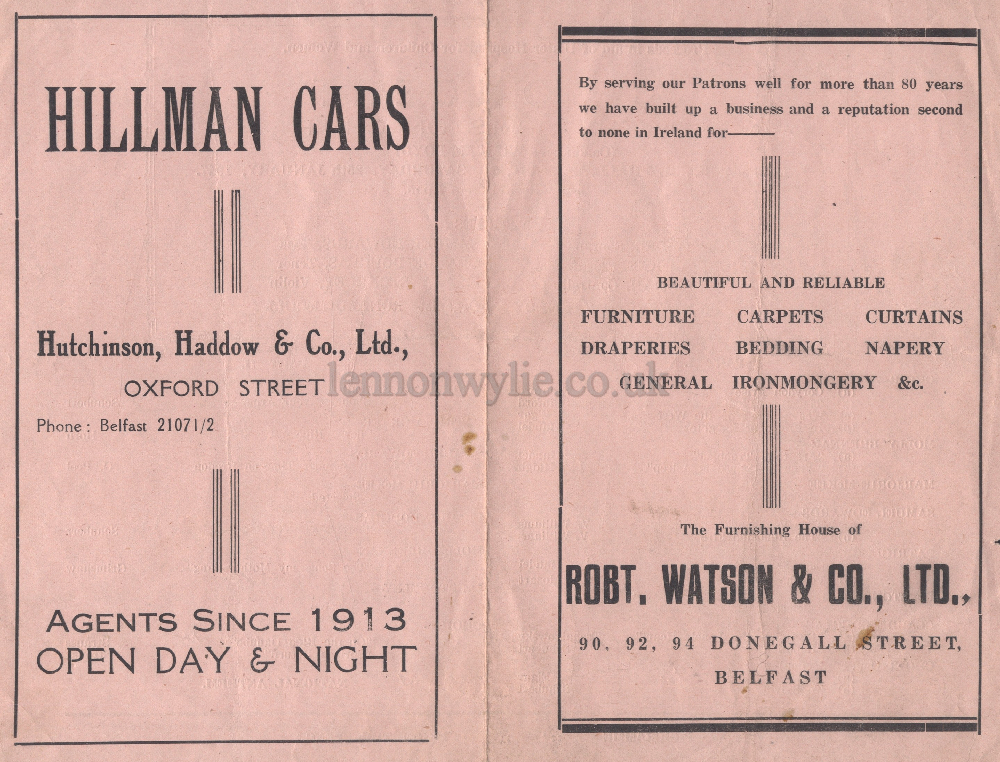 HILLMAN CARS
Hutchinson, Haddow & Co., Ltd.,
OXFORD STREET
Phone : Belfast 21071/2
AGENTS SINCE 1913
OPEN DAY & NIGHT
By serving our Patrons well for more than 80 years
we have built up a business and a reputation second
to none in Ireland for———
BEAUTIFUL AND RELIABLE
FURNITURE CARPETS CURTAINS
DRAPERIES BEDDING NAPERY
GENERAL IRONMONGERY &c.
The Furnishing House of
ROBT. WATSON & CO., LTD.,
90, 92, 94 DONEGALL STREET,
BELFAST
lennonwylie.co.uk